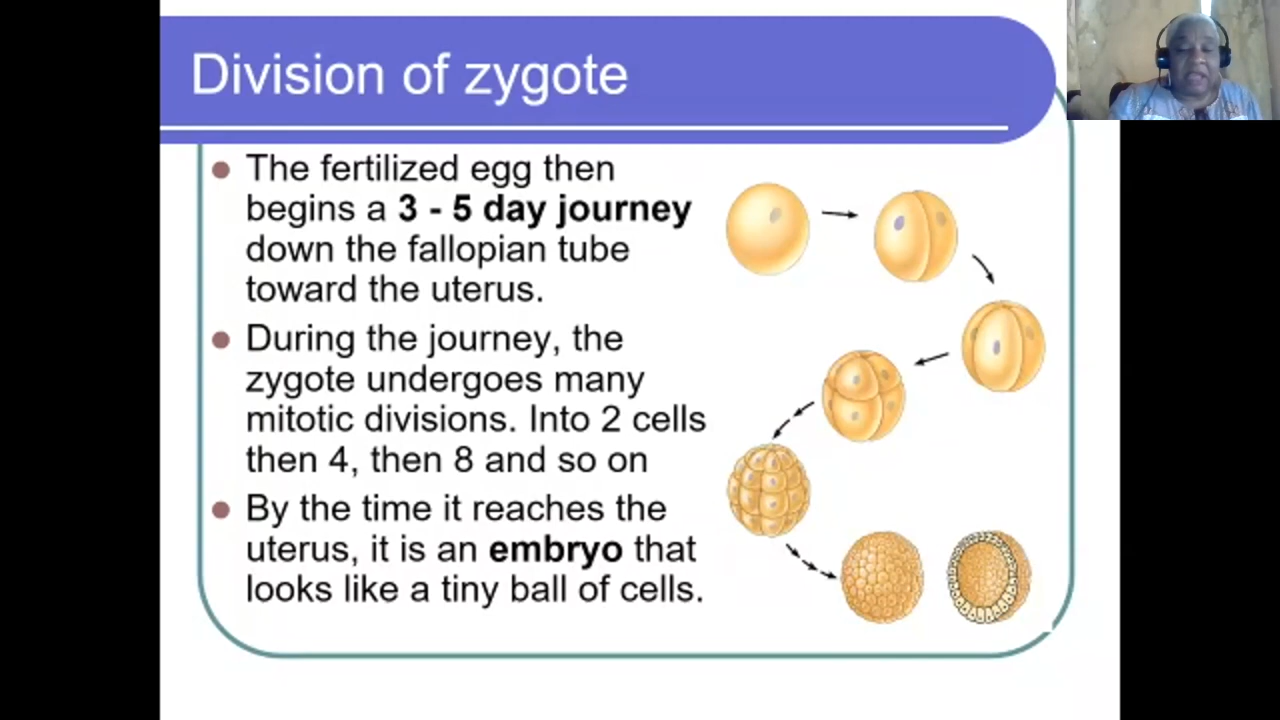 Division of zygote
The fertilized egg then
begins a 3 - 5 day journey
down the fallopian tube
toward the uterus.
During the journey, the
zygote undergoes many
mitotic divisions. Into 2 cells
then 4, then 8 and so on
By the time it reaches the
uterus, it is an embryo that
looks like a tiny ball of cells.